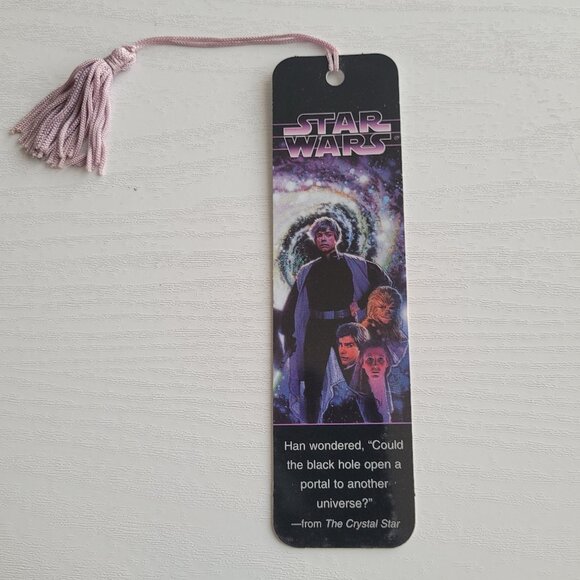 STAR
WARS®
Han wondered, “Could
the black hole open a
portal to another
universe?”
—from The Crystal Star